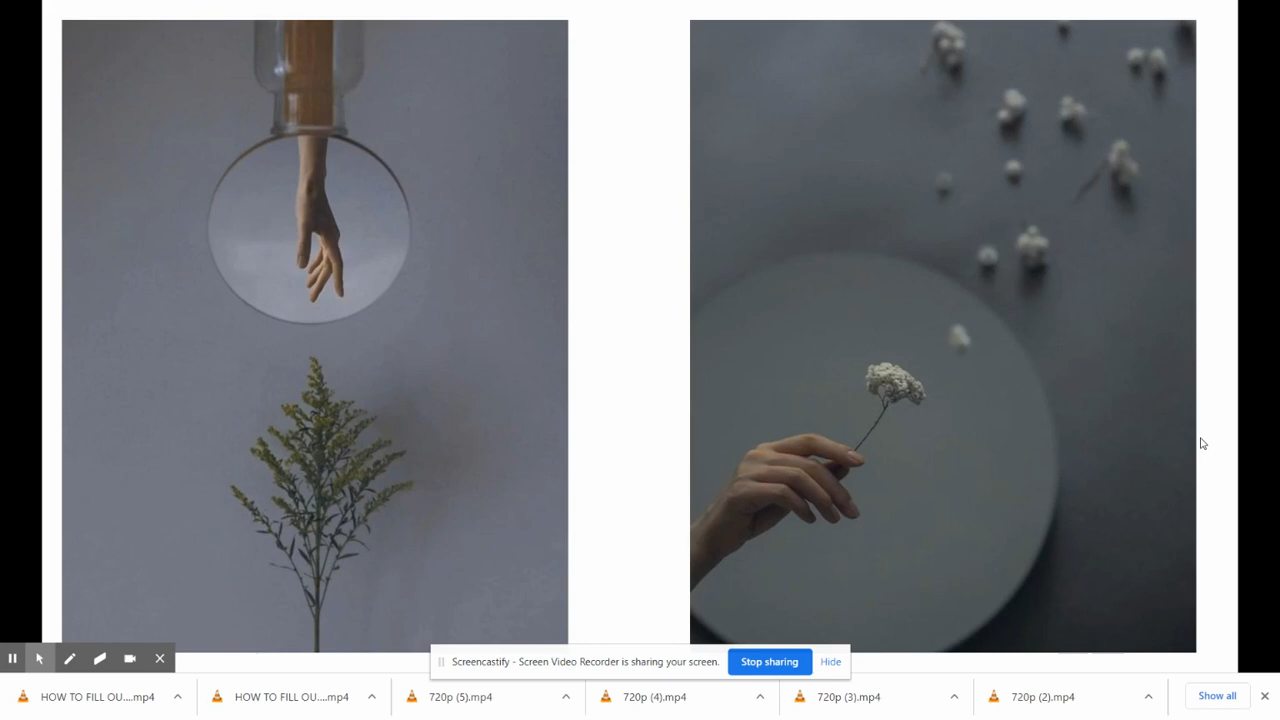 Screencastify - Screen Video Recorder is sharing your screen. Stop sharing Hide
HOW TO FILL OU....mp4 HOW TO FILL OU....mp4 720p (5).mp4 720p (4).mp4 720p (3).mp4 720p (2).mp4 Show all